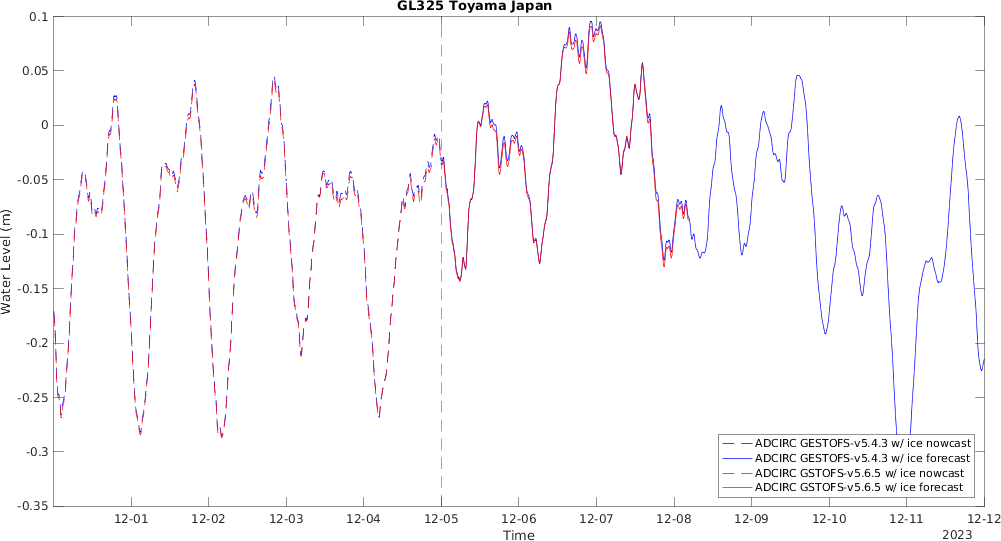 GL325 Toyama Japan
0.1
0.05
0
-0.05
-0.1
-0.15
-0.2
-0.25
-0.3
-0.35
Water Level (m)
ADCIRC GESTOFS-v5.4.3 w/ ice nowcast
ADCIRC GESTOFS-v5.4.3 w/ ice forecast
ADCIRC GSTOFS-v5.6.5 w/ ice nowcast
ADCIRC GSTOFS-v5.6.5 w/ ice forecast
12-01 12-02 12-03 12-04 12-05 12-06 12-07 12-08 12-09 12-10 12-11 12-12
Time 2023